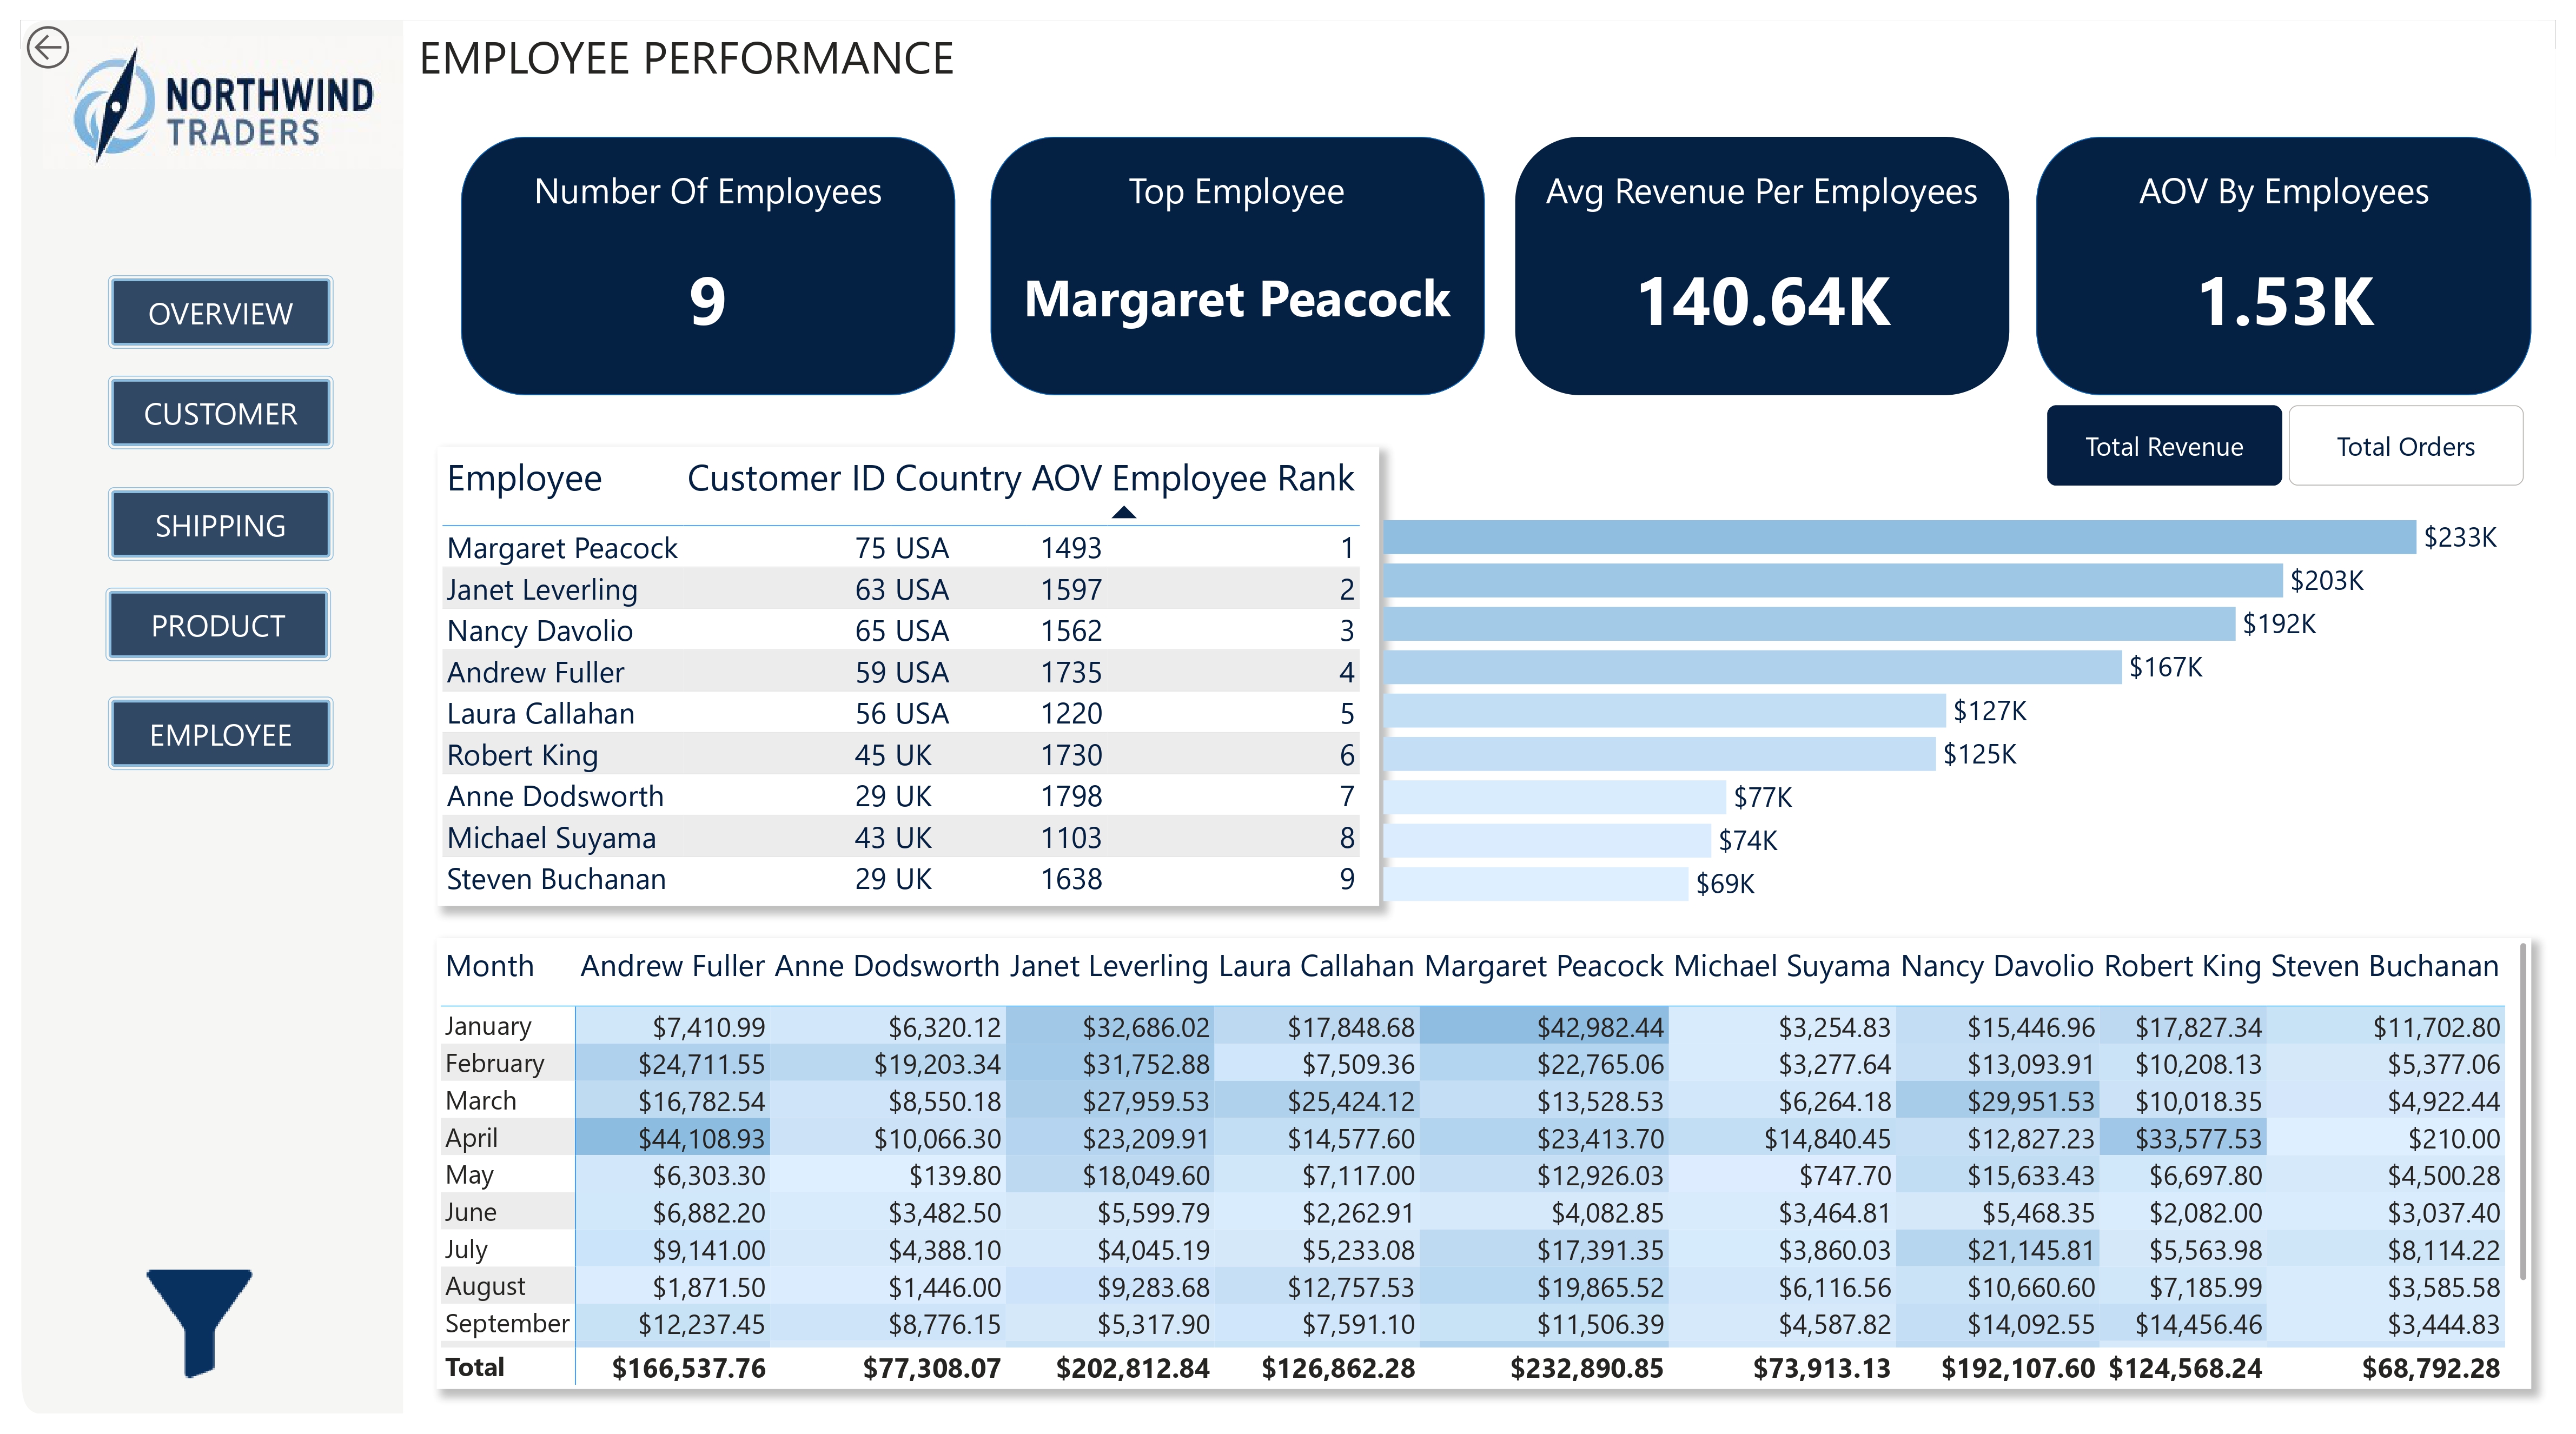 EMPLOYEE PERFORMANCE
NORTHWIND
TRADERS
OVERVIEW
CUSTOMER
SHIPPING
PRODUCT
EMPLOYEE
Number Of Employees
9
Top Employee
Margaret Peacock
Avg Revenue Per Employees
140.64K
AOV By Employees
1.53K
Total Revenue Total Orders
Employee Customer ID Country AOV Employee Rank
Margaret Peacock 75 USA 1493 1
Janet Leverling 63 USA 1597 2
Nancy Davolio 65 USA 1562 3
Andrew Fuller 59 USA 1735 4
Laura Callahan 56 USA 1220 5
Robert King 45 UK 1730 6
Anne Dodsworth 29 UK 1798 7
Michael Suyama 43 UK 1103 8
Steven Buchanan 29 UK 1638 9
$233K
$203K
$192K
$167K
$127K
$125K
$77K
$74K
$69K
Month Andrew Fuller Anne Dodsworth Janet Leverling Laura Callahan Margaret Peacock Michael Suyama Nancy Davolio Robert King Steven Buchanan
January $7,410.99 $6,320.12 $32,686.02 $17,848.68 $42,982.44 $3,254.83 $15,446.96 $17,827.34 $11,702.80
February $24,711.55 $19,203.34 $31,752.88 $7,509.36 $22,765.06 $3,277.64 $13,093.91 $10,208.13 $5,377.06
March $16,782.54 $8,550.18 $27,959.53 $25,424.12 $13,528.53 $6,264.18 $29,951.53 $10,018.35 $4,922.44
April $44,108.93 $10,066.30 $23,209.91 $14,577.60 $23,413.70 $14,840.45 $12,827.23 $33,577.53 $210.00
May $6,303.30 $139.80 $18,049.60 $7,117.00 $12,926.03 $747.70 $15,633.43 $6,697.80 $4,500.28
June $6,882.20 $3,482.50 $5,599.79 $2,262.91 $4,082.85 $3,464.81 $5,468.35 $2,082.00 $3,037.40
July $9,141.00 $4,388.10 $4,045.19 $5,233.08 $17,391.35 $3,860.03 $21,145.81 $5,563.98 $8,114.22
August $1,871.50 $1,446.00 $9,283.68 $12,757.53 $19,865.52 $6,116.56 $10,660.60 $7,185.99 $3,585.58
September $12,237.45 $8,776.15 $5,317.90 $7,591.10 $11,506.39 $4,587.82 $14,092.55 $14,456.46 $3,444.83
Total $166,537.76 $77,308.07 $202,812.84 $126,862.28 $232,890.85 $73,913.13 $192,107.60 $124,568.24 $68,792.28